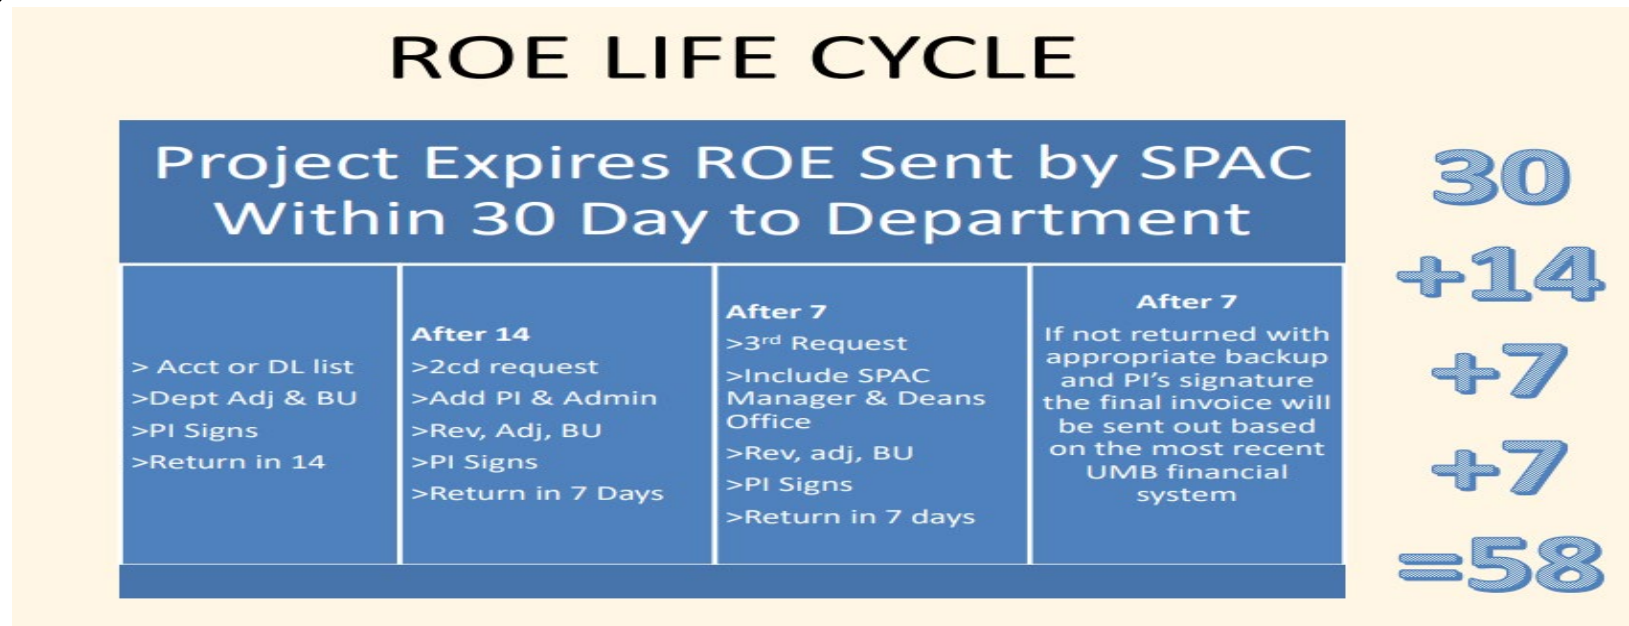 ROE LIFE CYCLE
Project Expires ROE Sent by SPAC
Within 30 Day to Department
> Acct or DL list
>Dept Adj & BU
>PI Signs
>Return in 14
After 14
>2cd request
>Add PI & Admin
>Rev, Adj, BU
>PI Signs
>Return in 7 Days
After 7
>3rd Request
>Include SPAC
Manager & Deans
Office
>Rev, adj, BU
>PI Signs
>Return in 7 days
After 7
If not returned with
appropriate backup
and PI’s signature
the final invoice will
be sent out based
on the most recent
UMB financial
system
30
+14
+7
+7
=58